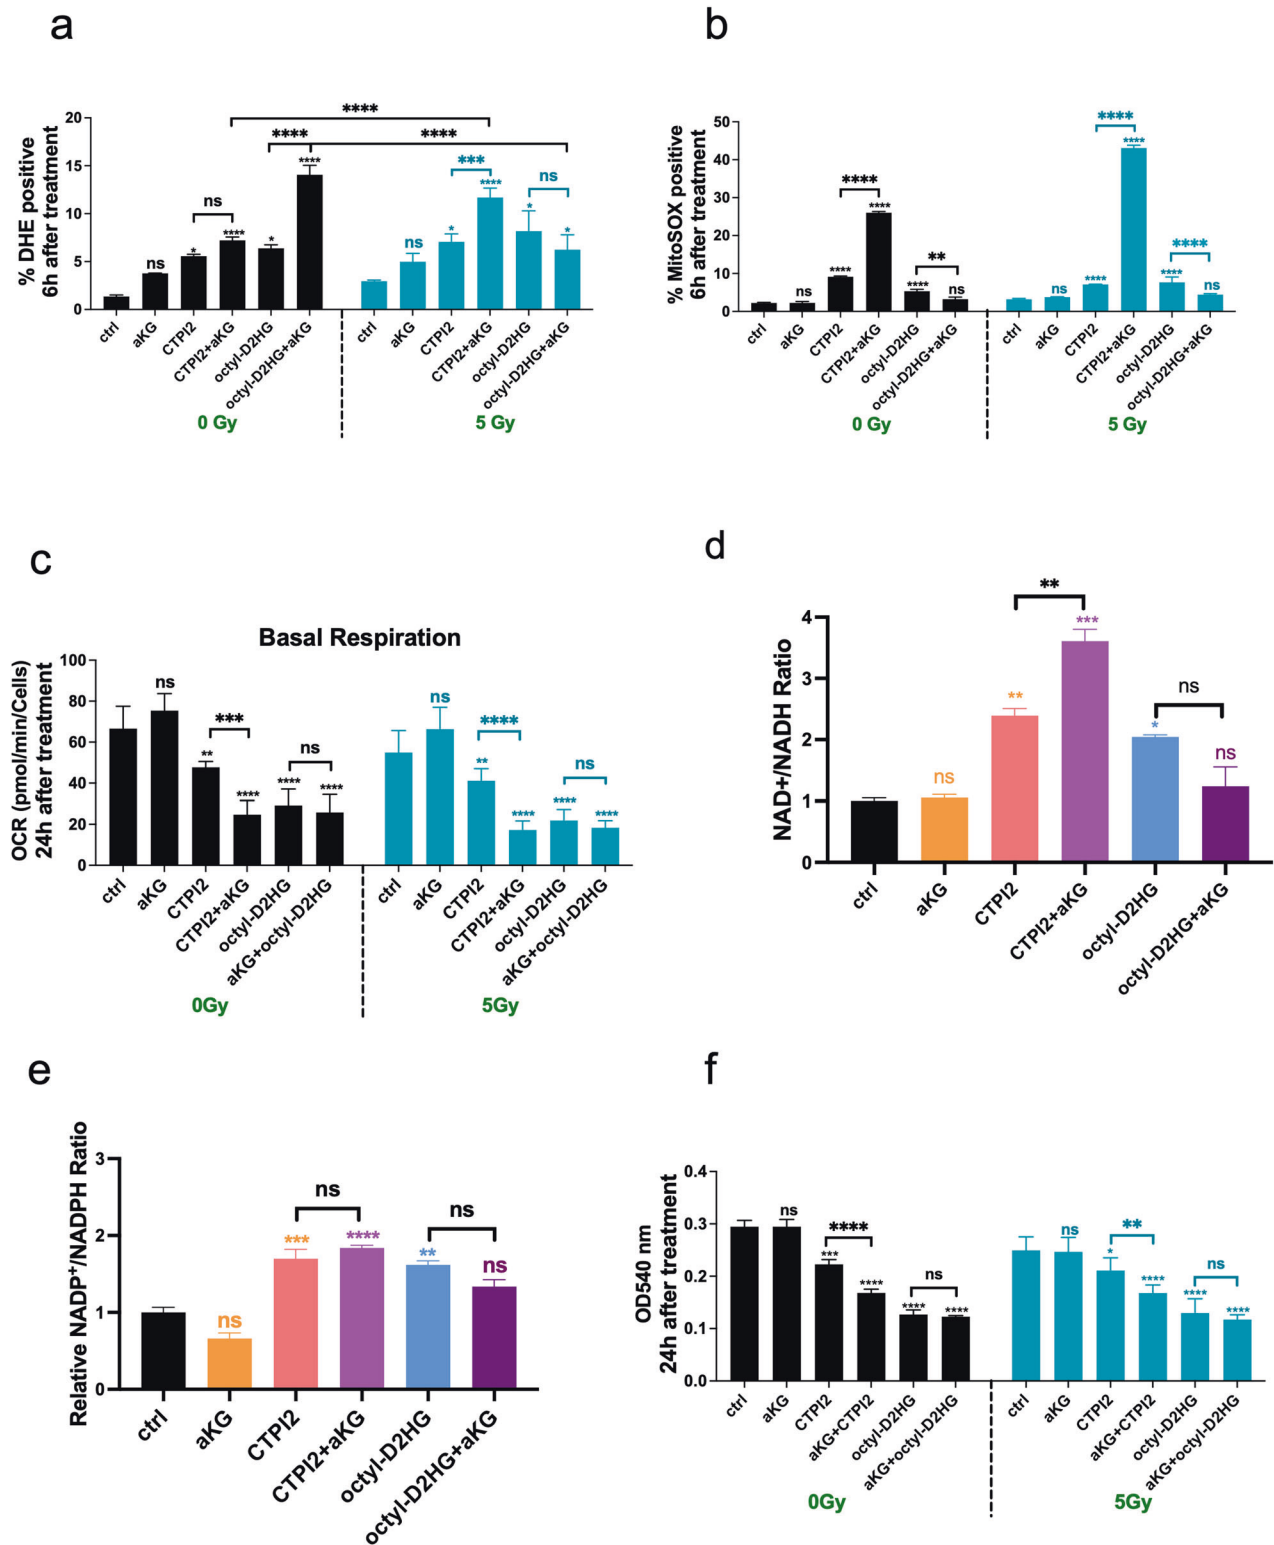 a
% DHE positive
6h after treatment
20
15
10
5
0
****
****
****
ns
ns
*
****
*
****
***
ns
ns
*
****
*
*
ctrl
aKG
CTPI2
CTPI2+aKG
octyl-D2HG
octyl-D2HG+aKG
ctrl
aKG
CTPI2
CTPI2+aKG
octyl-D2HG
octyl-D2HG+aKG
0 Gy
5 Gy
b
% MitoSOX positive
6h after treatment
50
40
30
20
10
0
****
**
ns
****
****
****
ns
****
****
ns
****
****
****
ns
ctrl
aKG
CTPI2
CTPI2+aKG
octyl-D2HG
octyl-D2HG+aKG
ctrl
aKG
CTPI2
CTPI2+aKG
octyl-D2HG
octyl-D2HG+aKG
0 Gy
5 Gy
c
Basal Respiration
OCR (pmol/min/Cells)
24h after treatment
100
80
60
40
20
0
ns
***
ns
**
****
****
****
ns
****
ns
**
****
****
****
ctrl
aKG
CTPI2
CTPI2+aKG
octyl-D2HG
aKG+octyl-D2HG
ctrl
aKG
CTPI2
CTPI2+aKG
octyl-D2HG
aKG+octyl-D2HG
0Gy
5Gy
d
NAD+/NADH Ratio
4
3
2
1
0
**
ns
ns
**
***
*
ns
ctrl
aKG
CTPI2
CTPI2+aKG
octyl-D2HG
octyl-D2HG+aKG
e
Relative NADP⁺/NADPH Ratio
3
2
1
0
ns
ns
ns
***
****
**
ns
ctrl
aKG
CTPI2
CTPI2+aKG
octyl-D2HG
octyl-D2HG+aKG
f
OD540 nm
24h after treatment
0.4
0.3
0.2
0.1
0.0
ns
****
ns
***
****
****
****
ns
**
ns
*
****
****
****
ctrl
aKG
CTPI2
aKG+CTPI2
octyl-D2HG
aKG+octyl-D2HG
ctrl
aKG
CTPI2
aKG+CTPI2
octyl-D2HG
aKG+octyl-D2HG
0Gy
5Gy